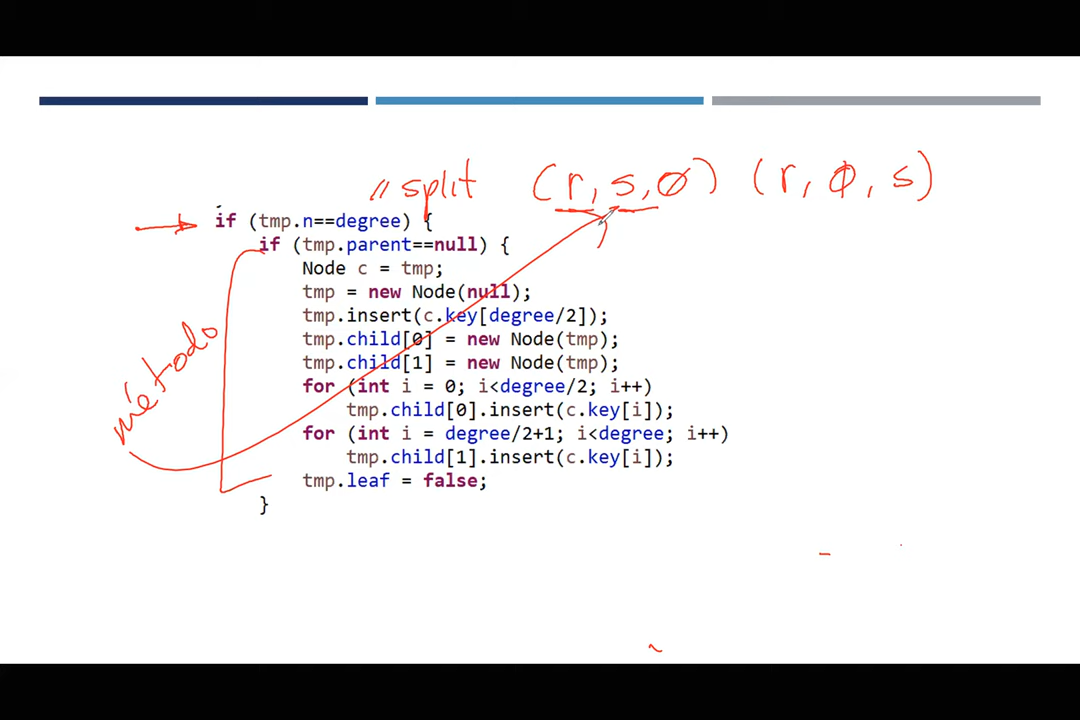 // split (r, s, 0) (r, 0, s)
if (tmp.n==degree) {
if (tmp.parent==null) {
Node c = tmp;
tmp = new Node(null);
tmp.insert(c.key[degree/2]);
tmp.child[0] = new Node(tmp);
tmp.child[1] = new Node(tmp);
for (int i = 0; i<degree/2; i++)
tmp.child[0].insert(c.key[i]);
for (int i = degree/2+1; i<degree; i++)
tmp.child[1].insert(c.key[i]);
tmp.leaf = false;
}
método